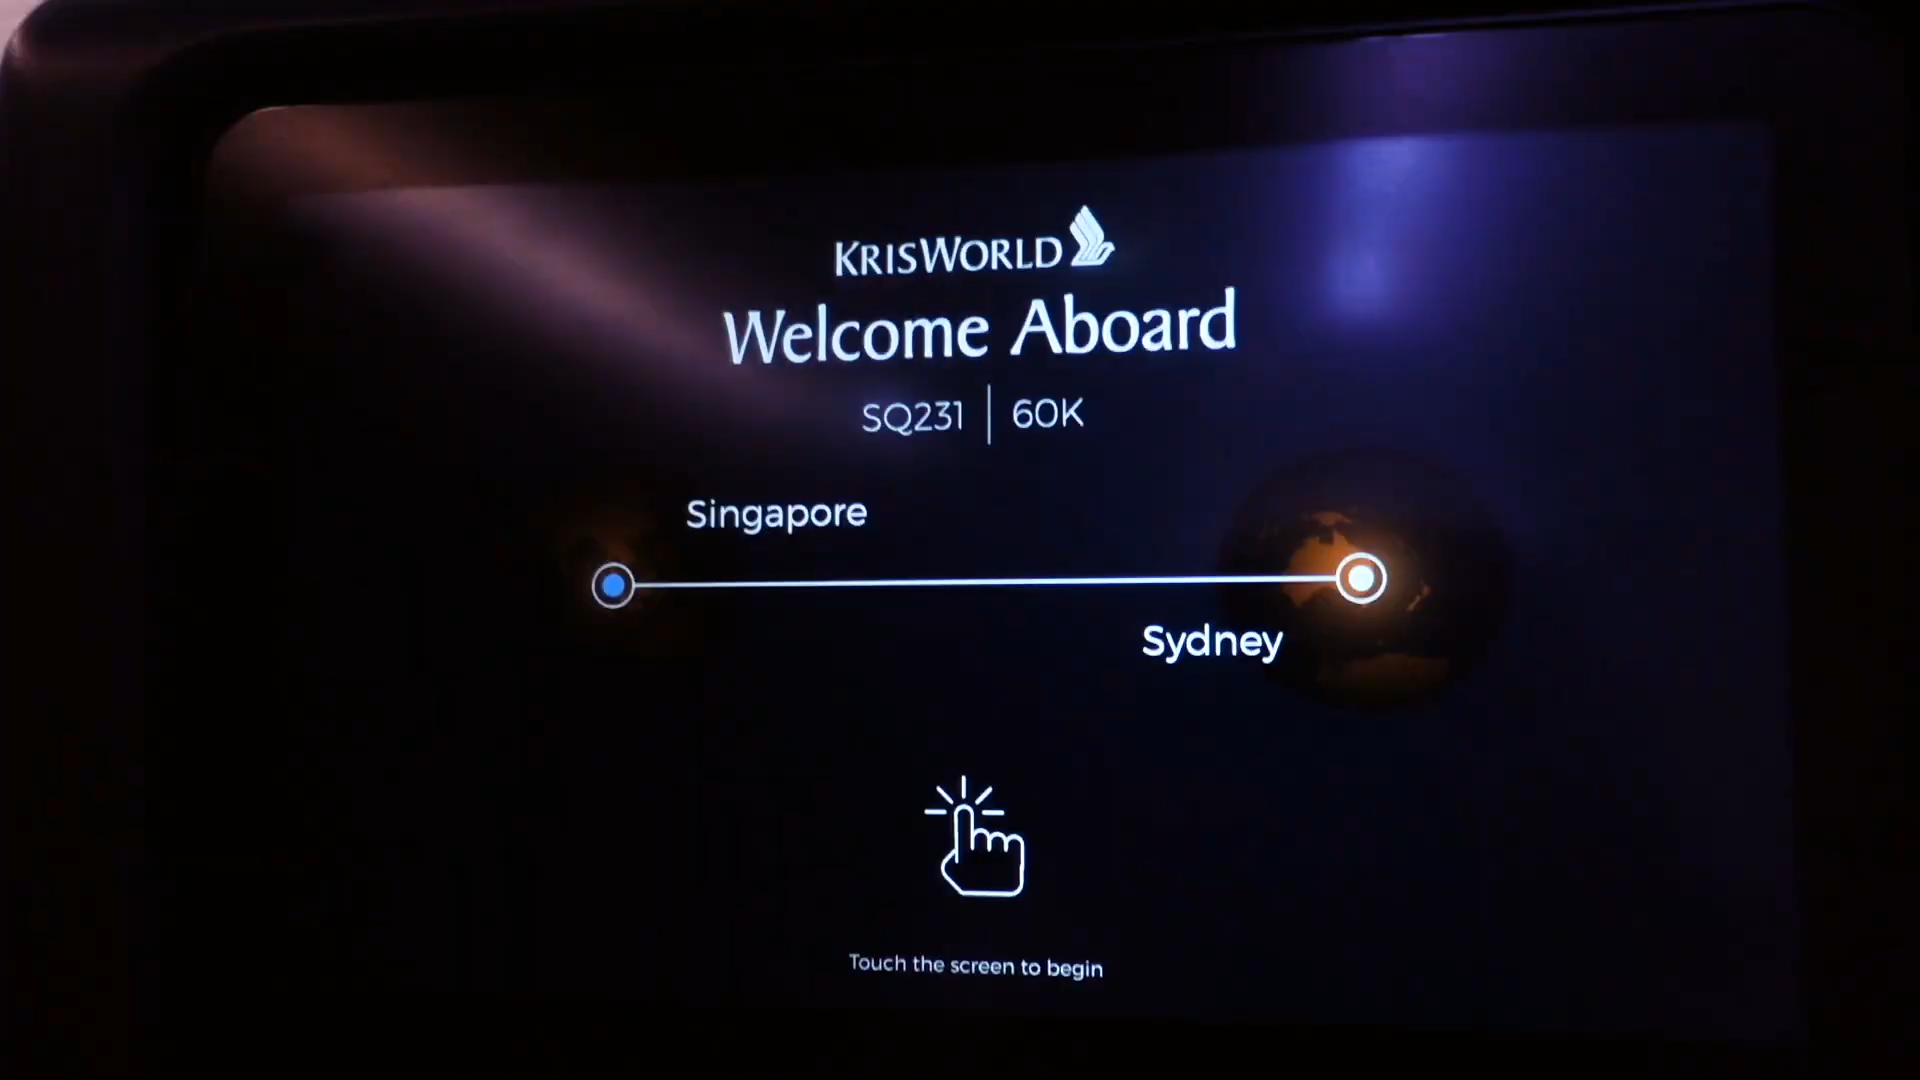 KRISWORLD
Welcome Aboard
SQ231 | 60K
Singapore
Sydney
Touch the screen to begin